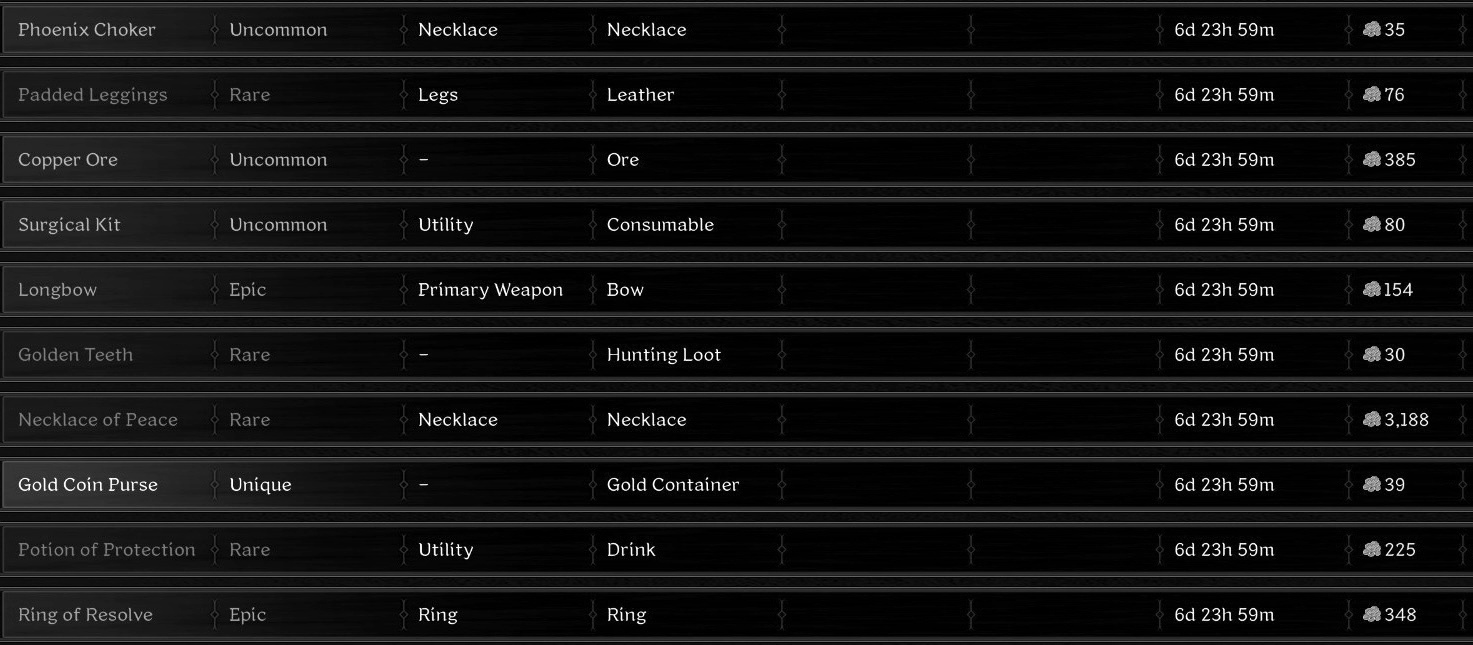 Phoenix Choker Uncommon Necklace Necklace 6d 23h 59m 35
Padded Leggings Rare Legs Leather 6d 23h 59m 76
Copper Ore Uncommon – Ore 6d 23h 59m 385
Surgical Kit Uncommon Utility Consumable 6d 23h 59m 80
Longbow Epic Primary Weapon Bow 6d 23h 59m 154
Golden Teeth Rare – Hunting Loot 6d 23h 59m 30
Necklace of Peace Rare Necklace Necklace 6d 23h 59m 3,188
Gold Coin Purse Unique – Gold Container 6d 23h 59m 39
Potion of Protection Rare Utility Drink 6d 23h 59m 225
Ring of Resolve Epic Ring Ring 6d 23h 59m 348